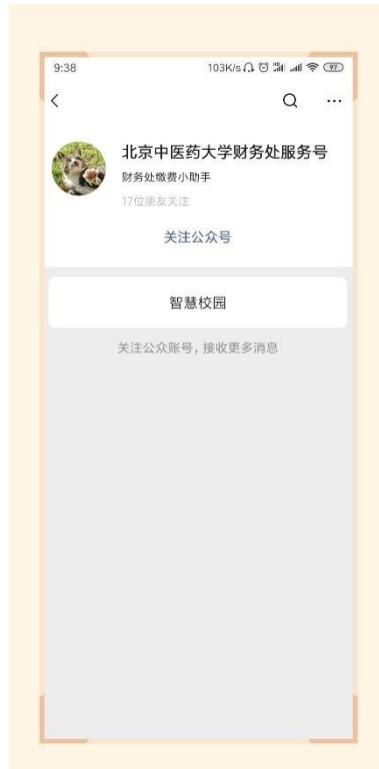 9:38
103K/s
97
北京中医药大学财务处服务号
财务处缴费小助手
17位朋友关注
关注公众号
智慧校园
关注公众账号，接收更多消息